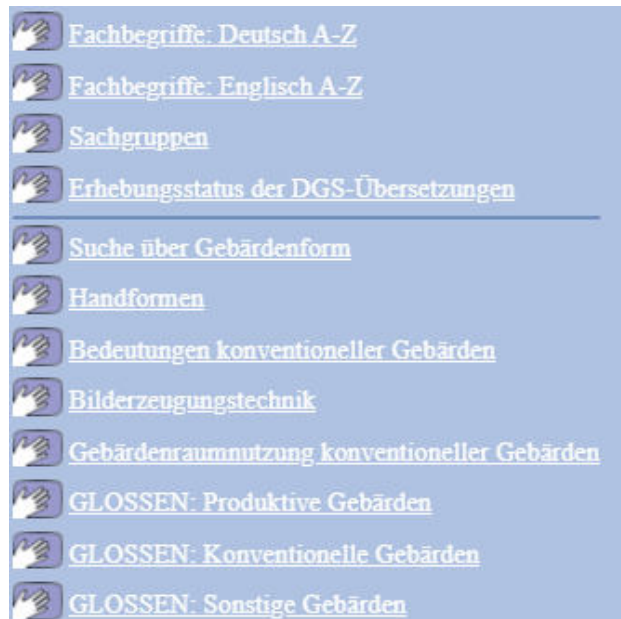 Fachbegriffe: Deutsch A-Z
Fachbegriffe: Englisch A-Z
Sachgruppen
Erhebungsstatus der DGS-Übersetzungen
Suche über Gebärdenform
Handformen
Bedeutungen konventioneller Gebärden
Bilderzeugungstechnik
Gebärdenraumnutzung konventioneller Gebärden
GLOSSEN: Produktive Gebärden
GLOSSEN: Konventionelle Gebärden
GLOSSEN: Sonstige Gebärden